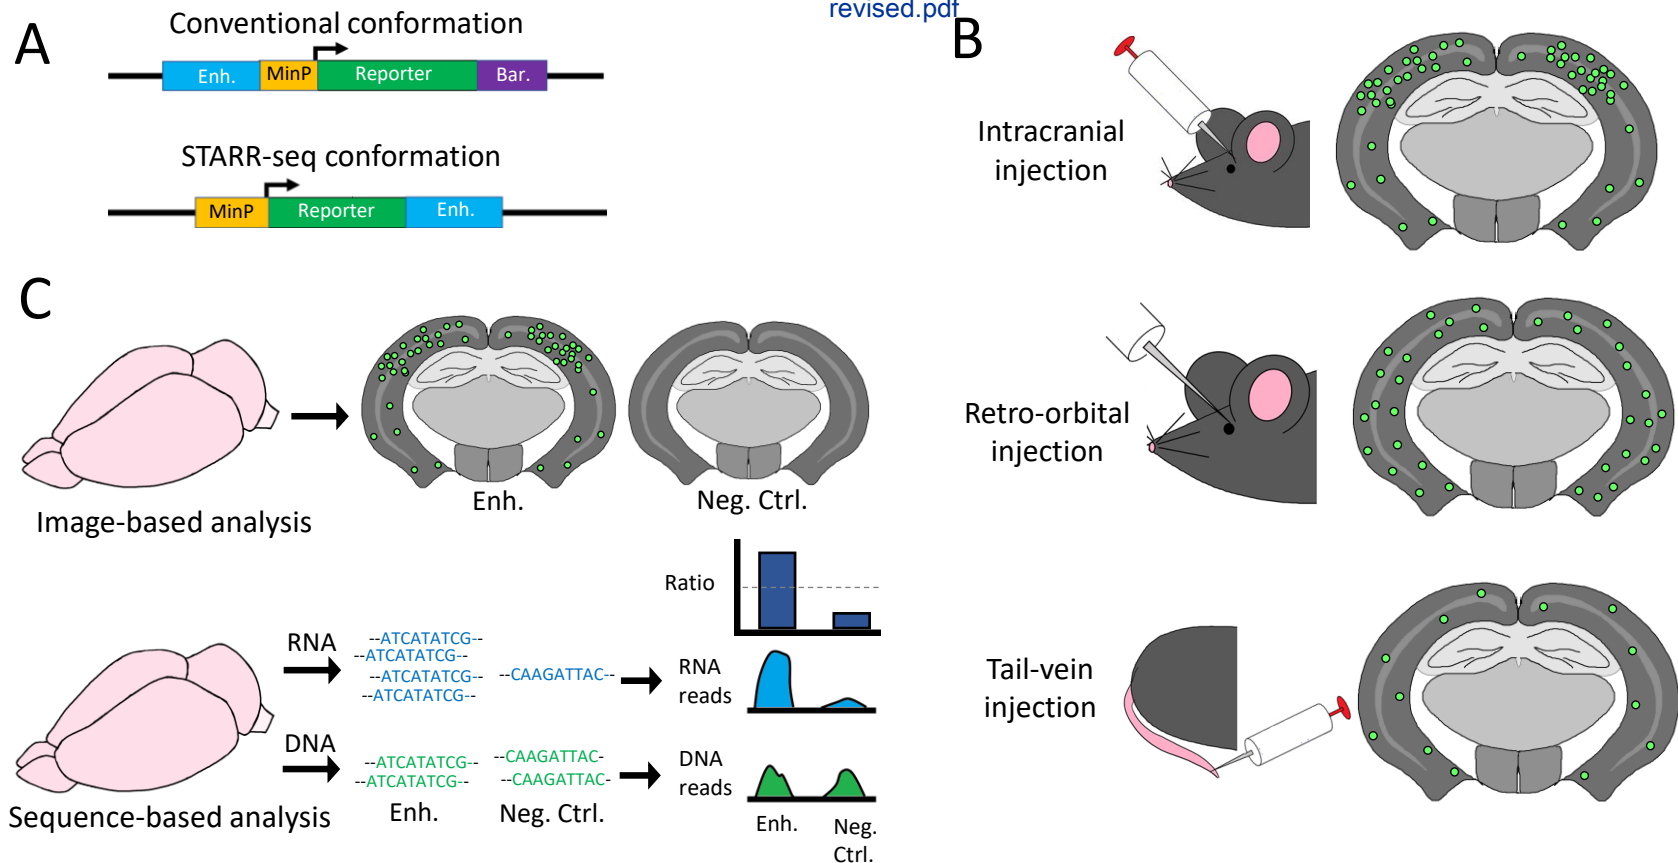 revised.pdf
A
Conventional conformation
Enh.
MinP
Reporter
Bar.
STARR-seq conformation
MinP
Reporter
Enh.
B
Intracranial
injection
Retro-orbital
injection
Tail-vein
injection
C
Image-based analysis
Enh.
Neg. Ctrl.
Ratio
RNA
--ATCATATCG--
--ATCATATCG--
--ATCATATCG--
--ATCATATCG--
--CAAGATTAC--
RNA
reads
DNA
--ATCATATCG--
--ATCATATCG--
--CAAGATTAC-
--CAAGATTAC-
DNA
reads
Enh.
Neg. Ctrl.
Enh.
Neg.
Ctrl.
Sequence-based analysis